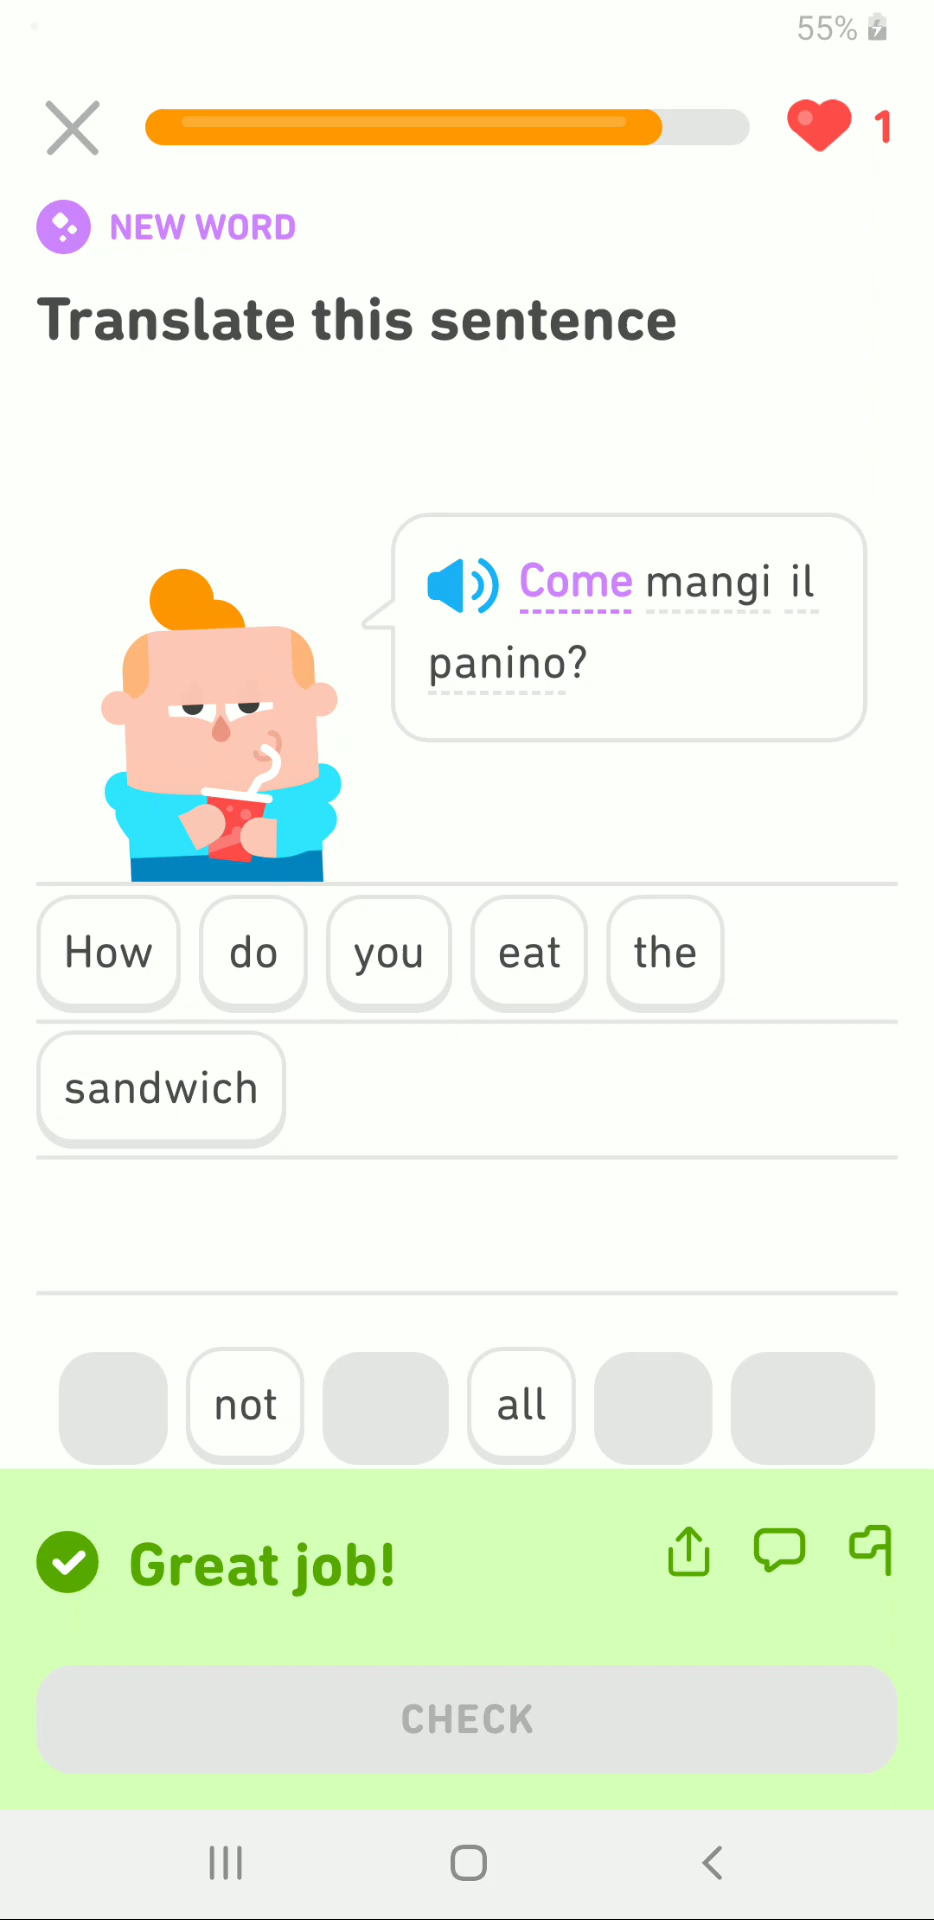 55%
1
NEW WORD
Translate this sentence
Come mangi il
panino?
How do you eat the
sandwich
not all
Great job!
CHECK